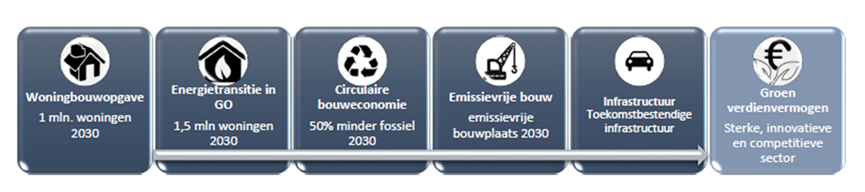 Woningbouwopgave
1 mln. woningen
2030
Energietransitie in
GO
1,5 mln woningen
2030
Circulaire
bouweconomie
50% minder fossiel
2030
Emissievrije bouw
emissievrije
bouwplaats 2030
Infrastructuur
Toekomstbestendige
infrastructuur
€
Groen
verdienvermogen
Sterke, innovatieve
en competitieve
sector